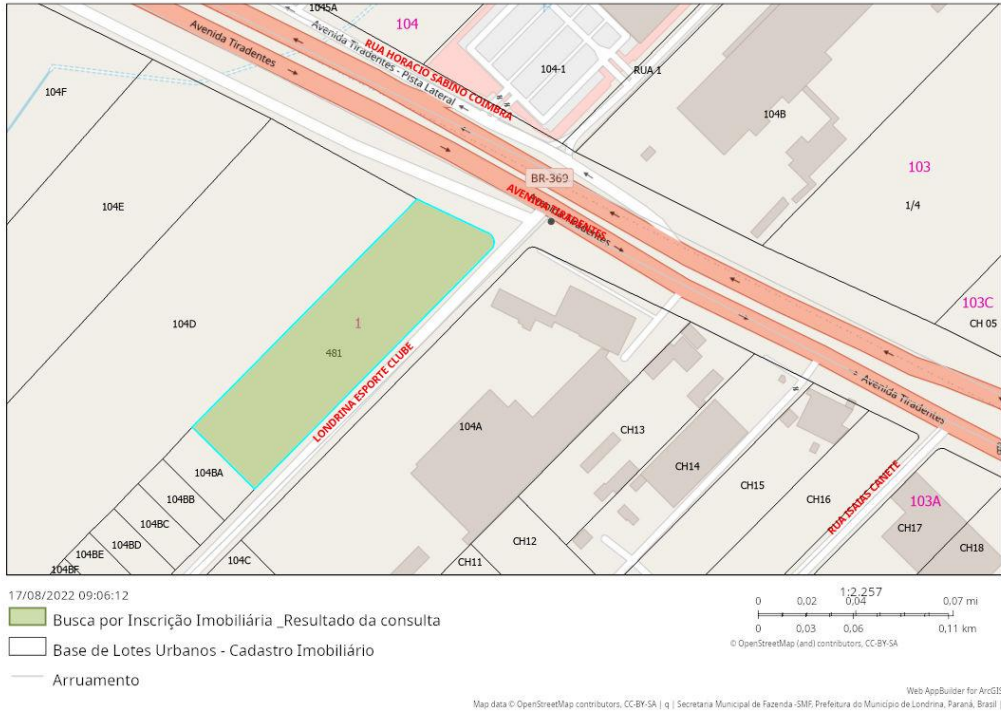 1045A
104
Avenida Tiradentes
Avenida Tiradentes - Pista Lateral
RUA HORACIO SABINO COIMBRA
104-1
RUA 1
104F
104B
BR-369
103
AVENIDA TIRADENTES
1/4
104E
103C
CH 05
104D
1
481
LONDRINA ESPORTE CLUBE
Avenida Tiradentes
104A
CH13
CH14
104BA
CH15
CH16
RUA ISAIAS CANETE
104BB
103A
104BC
CH17
104BD
CH12
104BE
CH18
104C
CH11
104BF
17/08/2022 09:06:12
Busca por Inscrição Imobiliária _Resultado da consulta
Base de Lotes Urbanos - Cadastro Imobiliário
Arruamento
1:2.257
0 0,02 0,04 0,07 mi
0 0,03 0,06 0,11 km
© OpenStreetMap (and) contributors, CC-BY-SA
Web AppBuilder for ArcGIS
Map data © OpenStreetMap contributors, CC-BY-SA | q | Secretaria Municipal de Fazenda -SMF, Prefeitura do Município de Londrina, Paraná, Brasil |